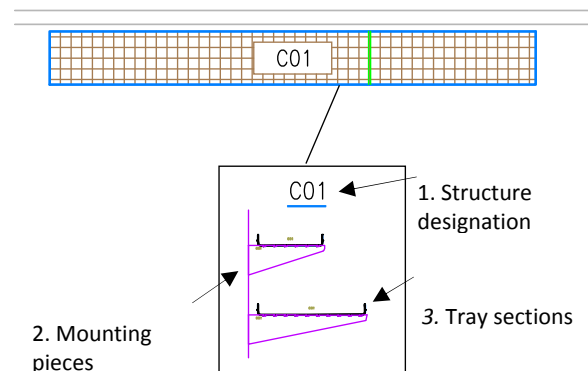 C01
C01
1. Structure
designation
3. Tray sections
2. Mounting
pieces